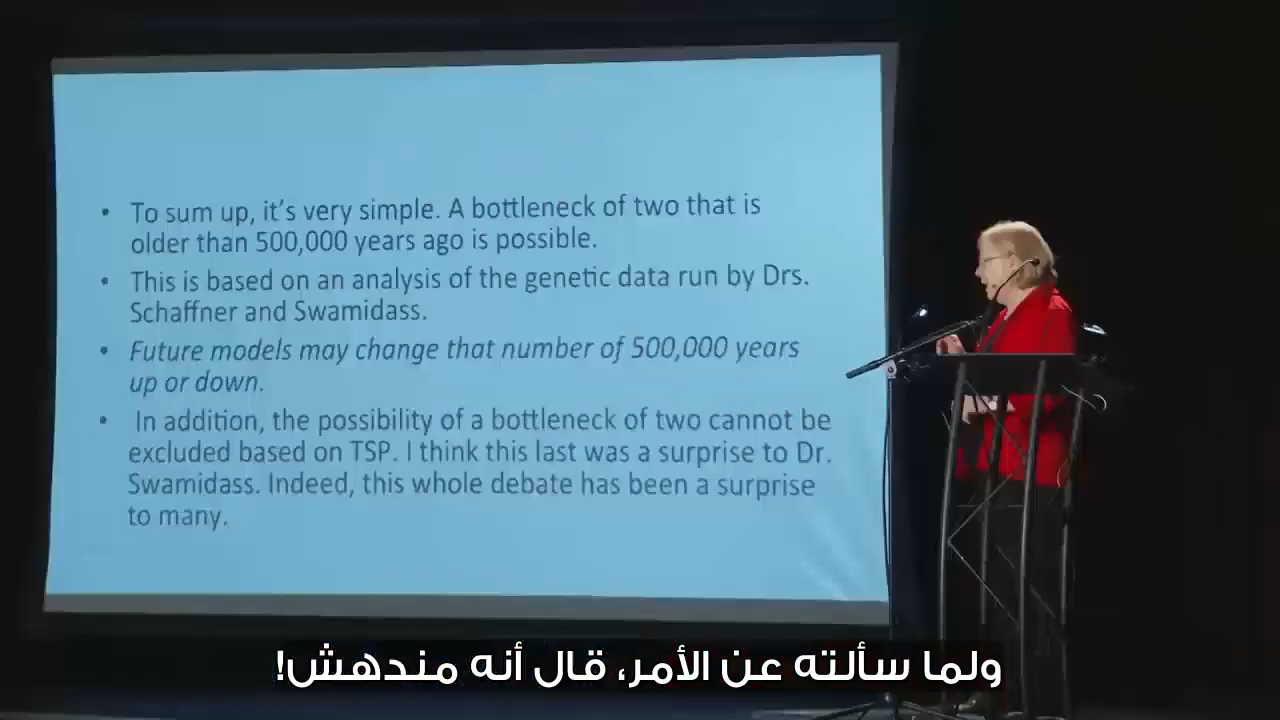 • To sum up, it's very simple. A bottleneck of two that is
older than 500,000 years ago is possible.
• This is based on an analysis of the genetic data run by Drs.
Schaffner and Swamidass.
• Future models may change that number of 500,000 years
up or down.
• In addition, the possibility of a bottleneck of two cannot be
excluded based on TSP. I think this last was a surprise to Dr.
Swamidass. Indeed, this whole debate has been a surprise
to many.
ولما سألته عن الأمر، قال أنه مندهش!